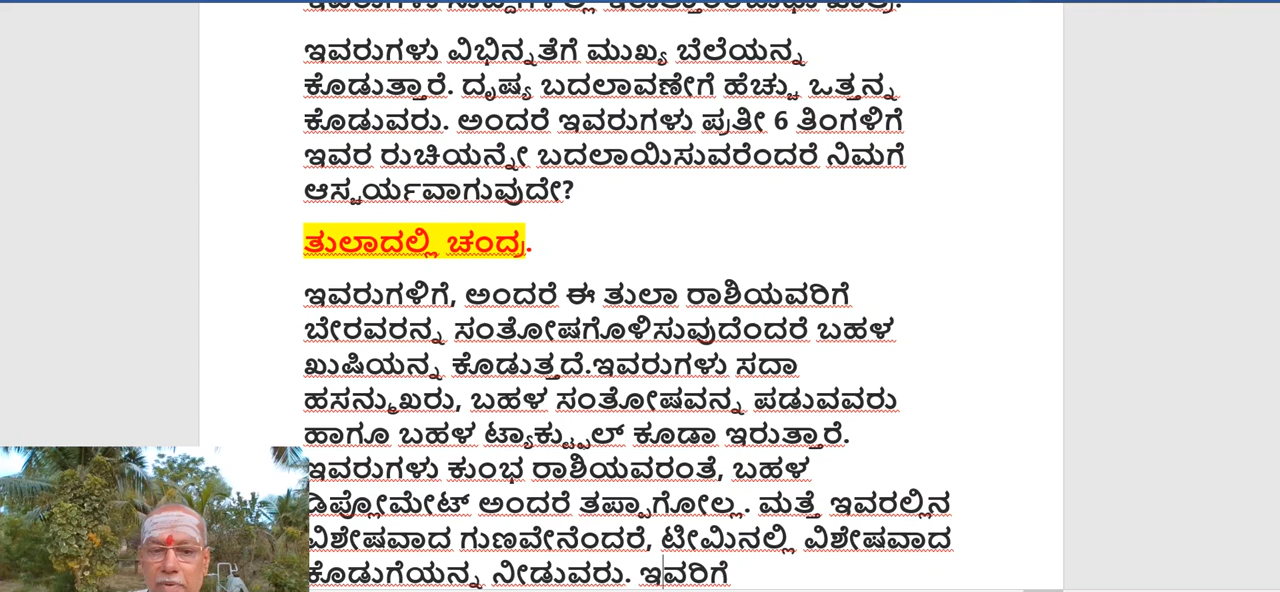 ಇವರುಗಳು ವಿಭಿನ್ನತೆಗೆ ಮುಖ್ಯ ಬೆಲೆಯನ್ನ
ಕೊಡುತ್ತಾರೆ. ದೃಷ್ಯ ಬದಲಾವಣೇಗೆ ಹೆಚ್ಚು ಒತ್ತನ್ನ
ಕೊಡುವರು. ಅಂದರೆ ಇವರುಗಳು ಪ್ರತೀ 6 ತಿಂಗಳಿಗೆ
ಇವರ ರುಚಿಯನ್ನೇ ಬದಲಾಯಿಸುವರೆಂದರೆ ನಿಮಗೆ
ಆಸ್ಚರ್ಯವಾಗುವುದೇ?
ತುಲಾದಲ್ಲಿ ಚಂದ್ರ.
ಇವರುಗಳಿಗೆ, ಅಂದರೆ ಈ ತುಲಾ ರಾಶಿಯವರಿಗೆ
ಬೇರವರನ್ನ ಸಂತೋಷಗೊಳಿಸುವುದೆಂದರೆ ಬಹಳ
ಖುಷಿಯನ್ನ ಕೊಡುತ್ತದೆ.ಇವರುಗಳು ಸದಾ
ಹಸನ್ಮುಖರು, ಬಹಳ ಸಂತೋಷವನ್ನ ಪಡುವವರು
ಹಾಗೂ ಬಹಳ ಟ್ಯಾಕ್ಟ್ಫುಲ್ ಕೂಡಾ ಇರುತ್ತಾರೆ.
ಇವರುಗಳು ಕುಂಭ ರಾಶಿಯವರಂತೆ, ಬಹಳ
ಡಿಪ್ಲೋಮೇಟ್ ಅಂದರೆ ತಪ್ಪಾಗೋಲ್ಲ. ಮತ್ತೆ ಇವರಲ್ಲಿನ
ವಿಶೇಷವಾದ ಗುಣವೇನೆಂದರೆ, ಟೀಮಿನಲ್ಲಿ ವಿಶೇಷವಾದ
ಕೊಡುಗೆಯನ್ನ ನೀಡುವರು. ಇವರಿಗೆ